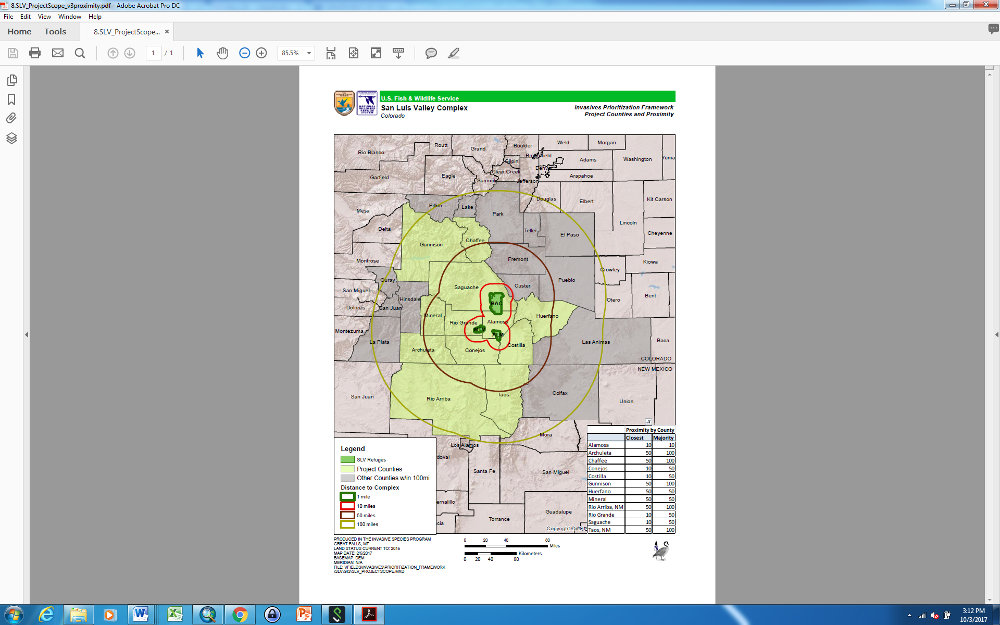 8.SLV_ProjectScope_v3proximity.pdf - Adobe Acrobat Pro DC
File Edit View Window Help
Home Tools 8.SLV_ProjectScope... ×
1 / 1
85.5%
U.S. Fish & Wildlife Service
San Luis Valley Complex
Colorado
Invasives Prioritization Framework
Project Counties and Proximity
NATIONAL WILDLIFE REFUGE SYSTEM
Rio Blanco
Routt
Grand
Boulder
Weld
Morgan
Washington
Yuma
Gilpin
Adams
Denver
Clear Creek
Garfield
Eagle
Summit
Jefferson
Arapahoe
Mesa
Pitkin
Lake
Park
Douglas
Elbert
Kit Carson
Delta
Gunnison
Chaffee
Teller
El Paso
Lincoln
Cheyenne
Montrose
Fremont
Crowley
Kiowa
Ouray
San Miguel
Saguache
Custer
Pueblo
Hinsdale
Otero
Bent
Dolores
San Juan
BAC
Mineral
Rio Grande
Alamosa
Huerfano
Montezuma
MTV
ALM
La Plata
Archuleta
Conejos
Costilla
Las Animas
Baca
COLORADO
NEW MEXICO
San Juan
Rio Arriba
Taos
Colfax
Union
Mora
Los Alamos
doval
Santa Fe
San Miguel
ernalillo
Guadalupe
cia
Torrance
Copyright:© 201
Legend
SLV Refuges
Project Counties
Other Counties w/in 100mi
Distance to Complex
1 mile
10 miles
50 miles
100 miles
Proximity by County
Closest Majority
Alamosa 10 10
Archuleta 50 100
Chaffee 50 100
Conejos 10 50
Costilla 10 50
Gunnison 50 100
Huerfano 50 50
Mineral 50 50
Rio Arriba, NM 50 100
Rio Grande 10 50
Saguache 10 50
Taos, NM 50 100
PRODUCED IN THE INVASIVE SPECIES PROGRAM
GREAT FALLS, MT
LAND STATUS CURRENT TO: 2016
MAP DATE: 2/6/2017
BASEMAP: DEM
MERIDIAN: N/A
FILE: VFIELDS\INVASIVES\PRIORITIZATION_FRAMEWORK
\SLV\GIS\SLV_PROJECTSCOPE.MXD
0 20 40 80
Miles
Kilometers
0 20 40 80
N
3:12 PM
10/3/2017